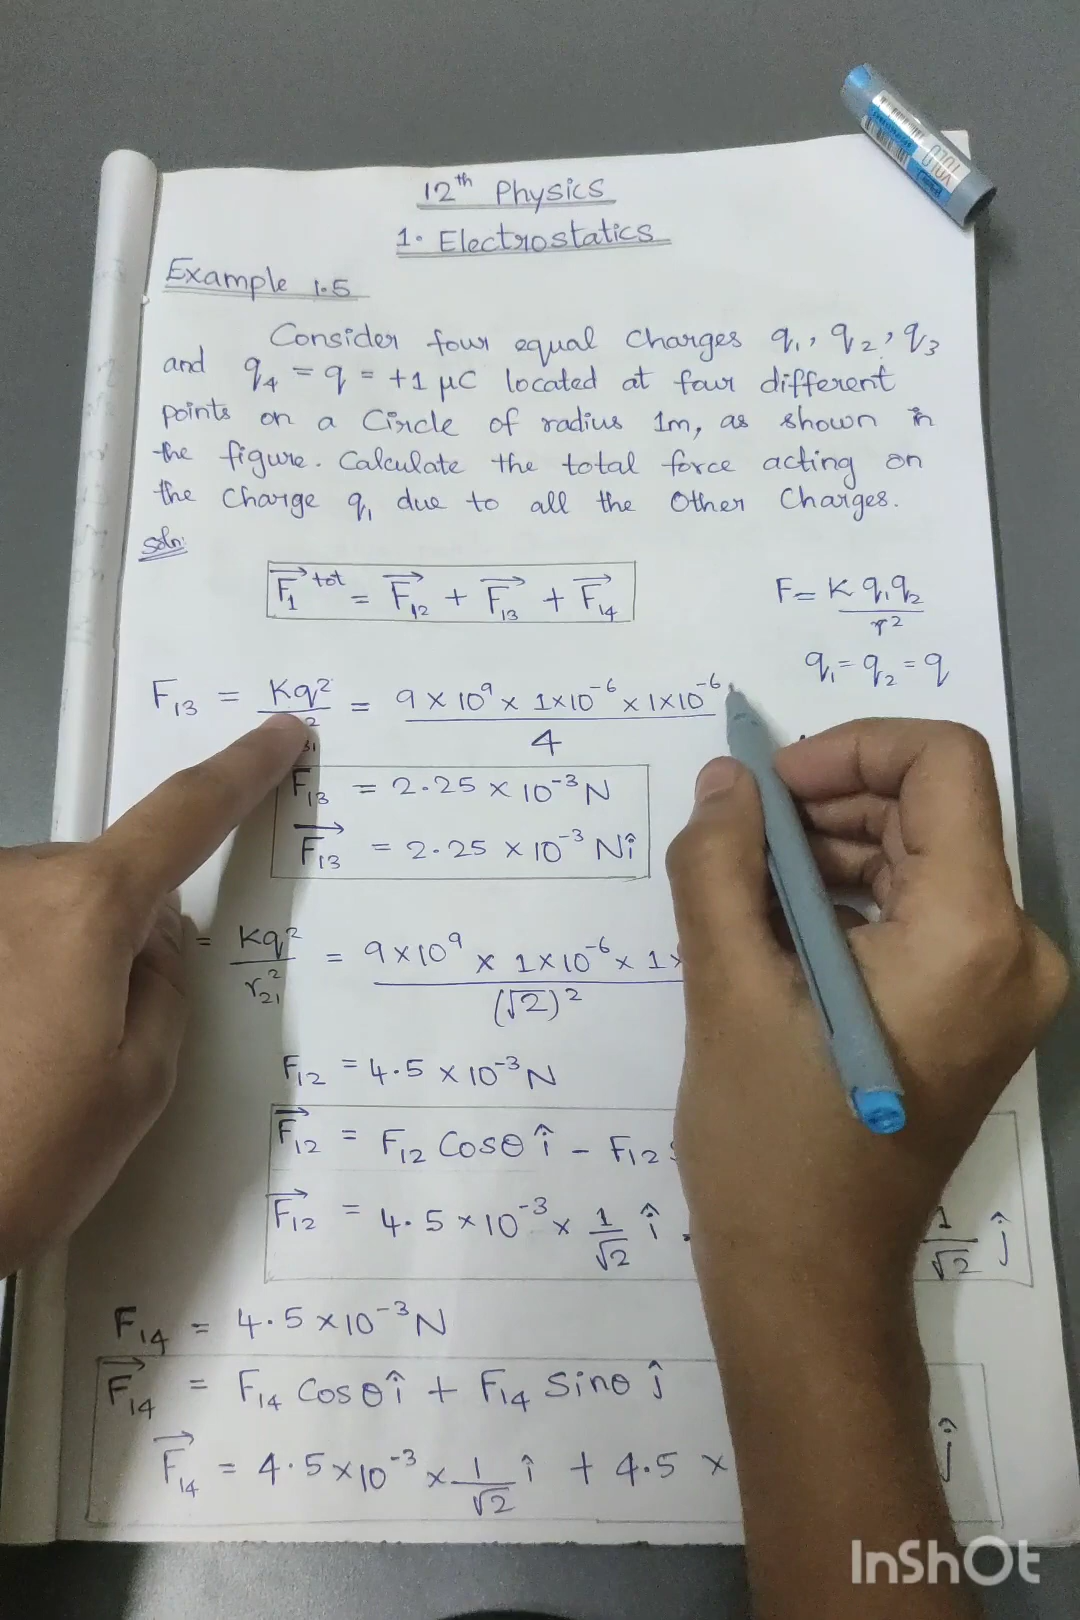 12th Physics
1. Electrostatics
Example 1.5
Consider four equal charges q₁, q₂, q₃
and q₄ = q = +1 μC located at four different
points on a Circle of radius 1m, as shown in
the figure. Calculate the total force acting on
the Charge q₁ due to all the Other Charges.
Soln:
F₁⃗ ᵗᵒᵗ = F₁₂⃗ + F₁₃⃗ + F₁₄⃗
F = K q₁q₂ / r²
q₁ = q₂ = q
F₁₃ = Kq² / ² ₃₁ = 9 × 10⁹ × 1×10⁻⁶ × 1×10⁻⁶ / 4
F₁₃ = 2.25 × 10⁻³ N
F₁₃⃗ = 2.25 × 10⁻³ N î
= Kq² / r₂₁² = 9×10⁹ × 1×10⁻⁶ × 1× / (√2)²
F₁₂ = 4.5 × 10⁻³ N
F₁₂⃗ = F₁₂ Cosθ î - F₁₂
F₁₂⃗ = 4.5 × 10⁻³ × 1/√2 î - 1/√2 ĵ
F₁₄ = 4.5 × 10⁻³ N
F₁₄⃗ = F₁₄ Cosθ î + F₁₄ Sinθ ĵ
F₁₄⃗ = 4.5 × 10⁻³ × 1/√2 î + 4.5 × ĵ
InShOt